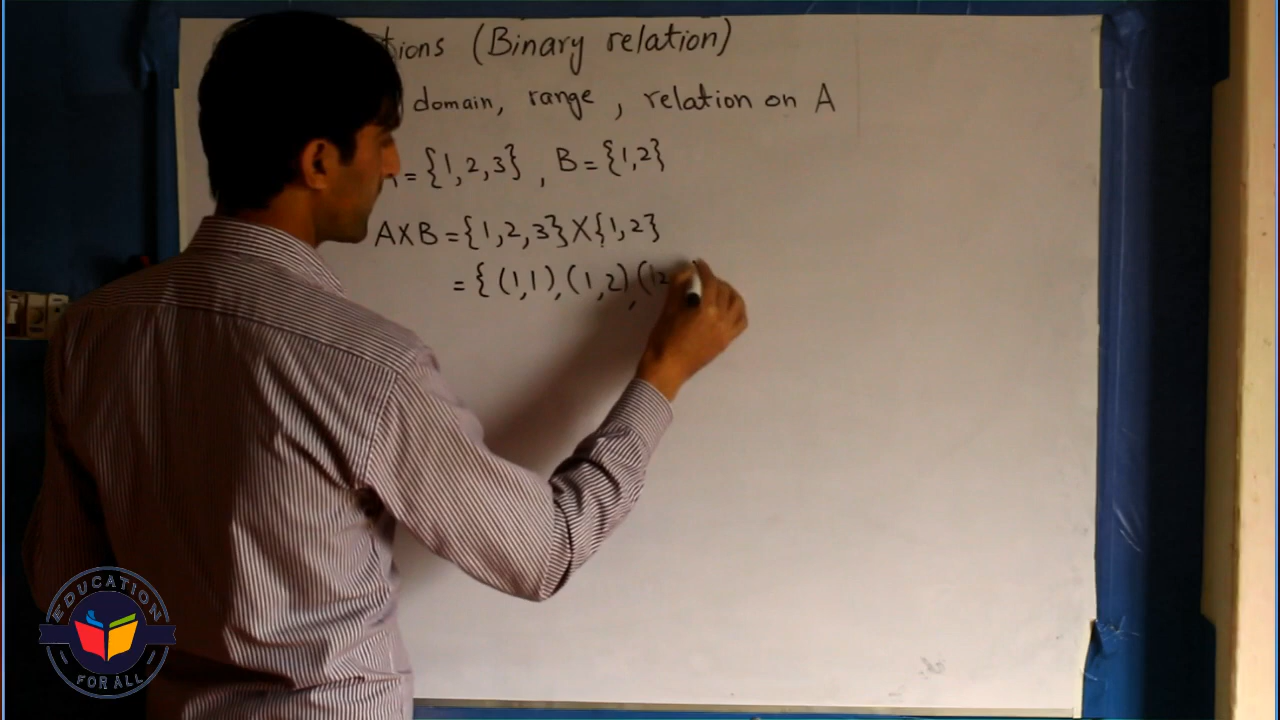 tions (Binary relation)
domain, range, relation on A
A = {1,2,3}, B = {1,2}
A X B = {1,2,3} X {1,2}
= { (1,1), (1,2), (12
EDUCATION
FOR ALL